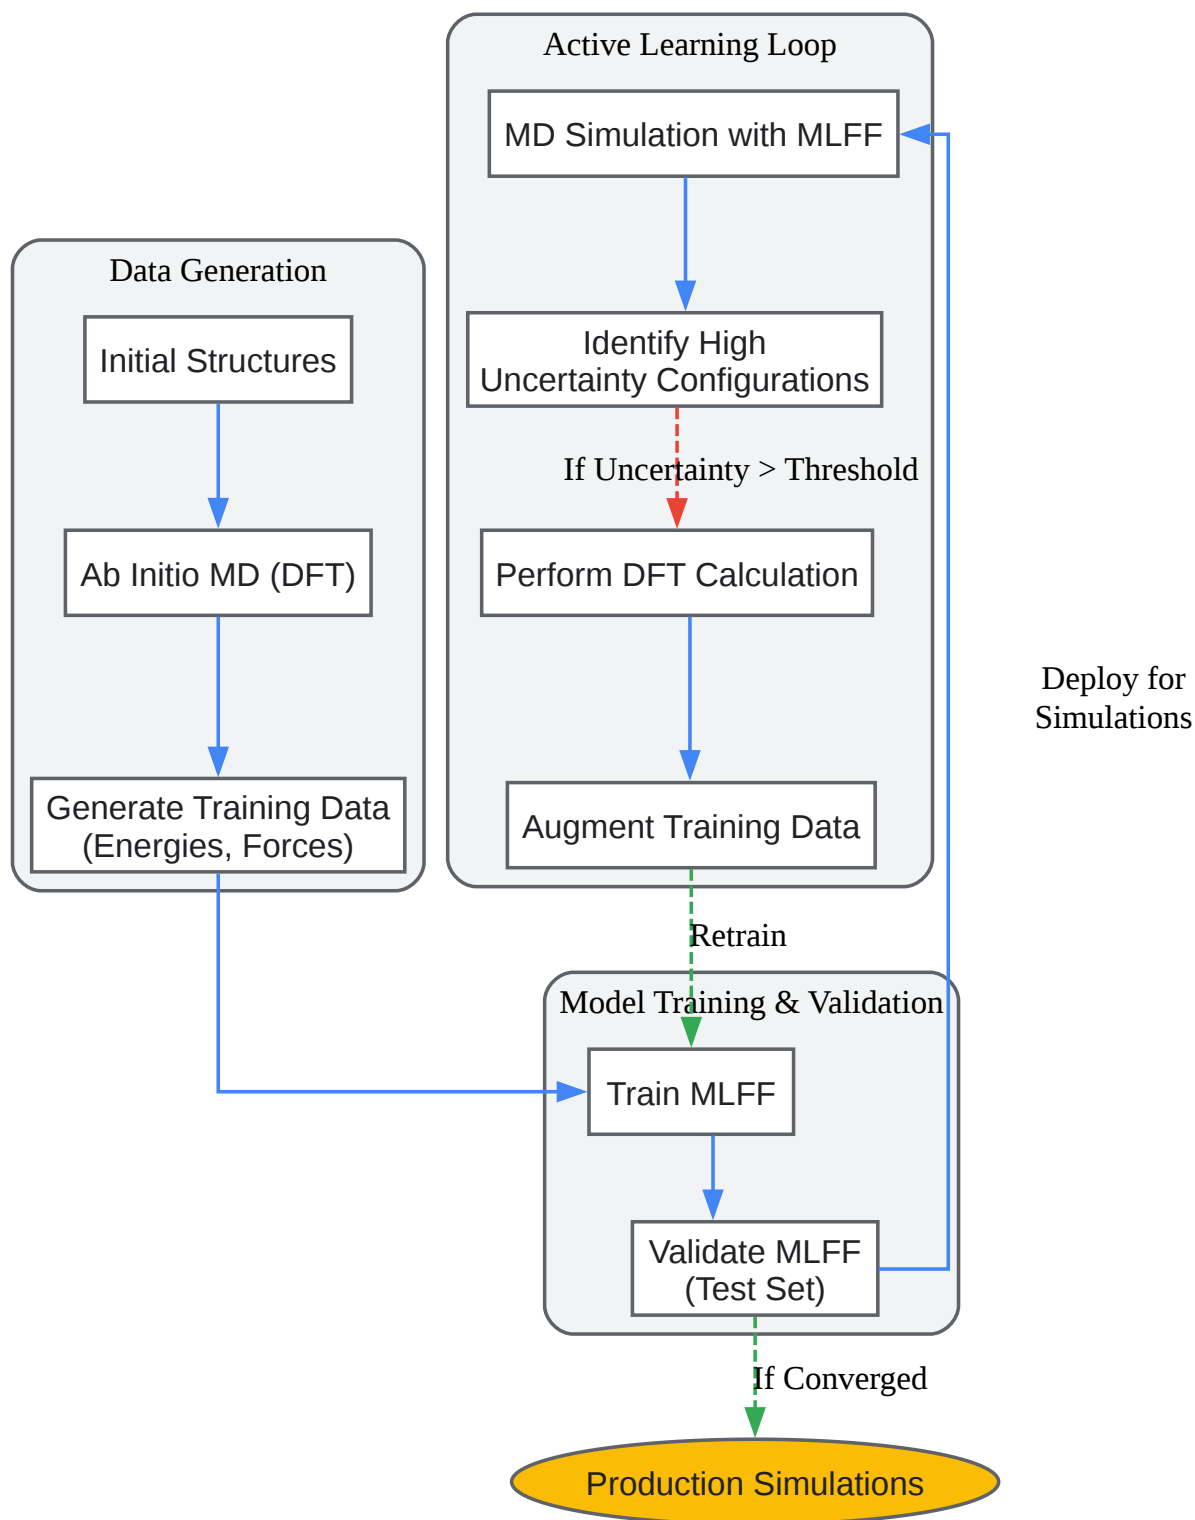 Active Learning Loop
MD Simulation with MLFF
Identify High
Uncertainty Configurations
If Uncertainty > Threshold
Perform DFT Calculation
Augment Training Data
Data Generation
Initial Structures
Ab Initio MD (DFT)
Generate Training Data
(Energies, Forces)
Deploy for
Simulations
Retrain
Model Training & Validation
Train MLFF
Validate MLFF
(Test Set)
If Converged
Production Simulations